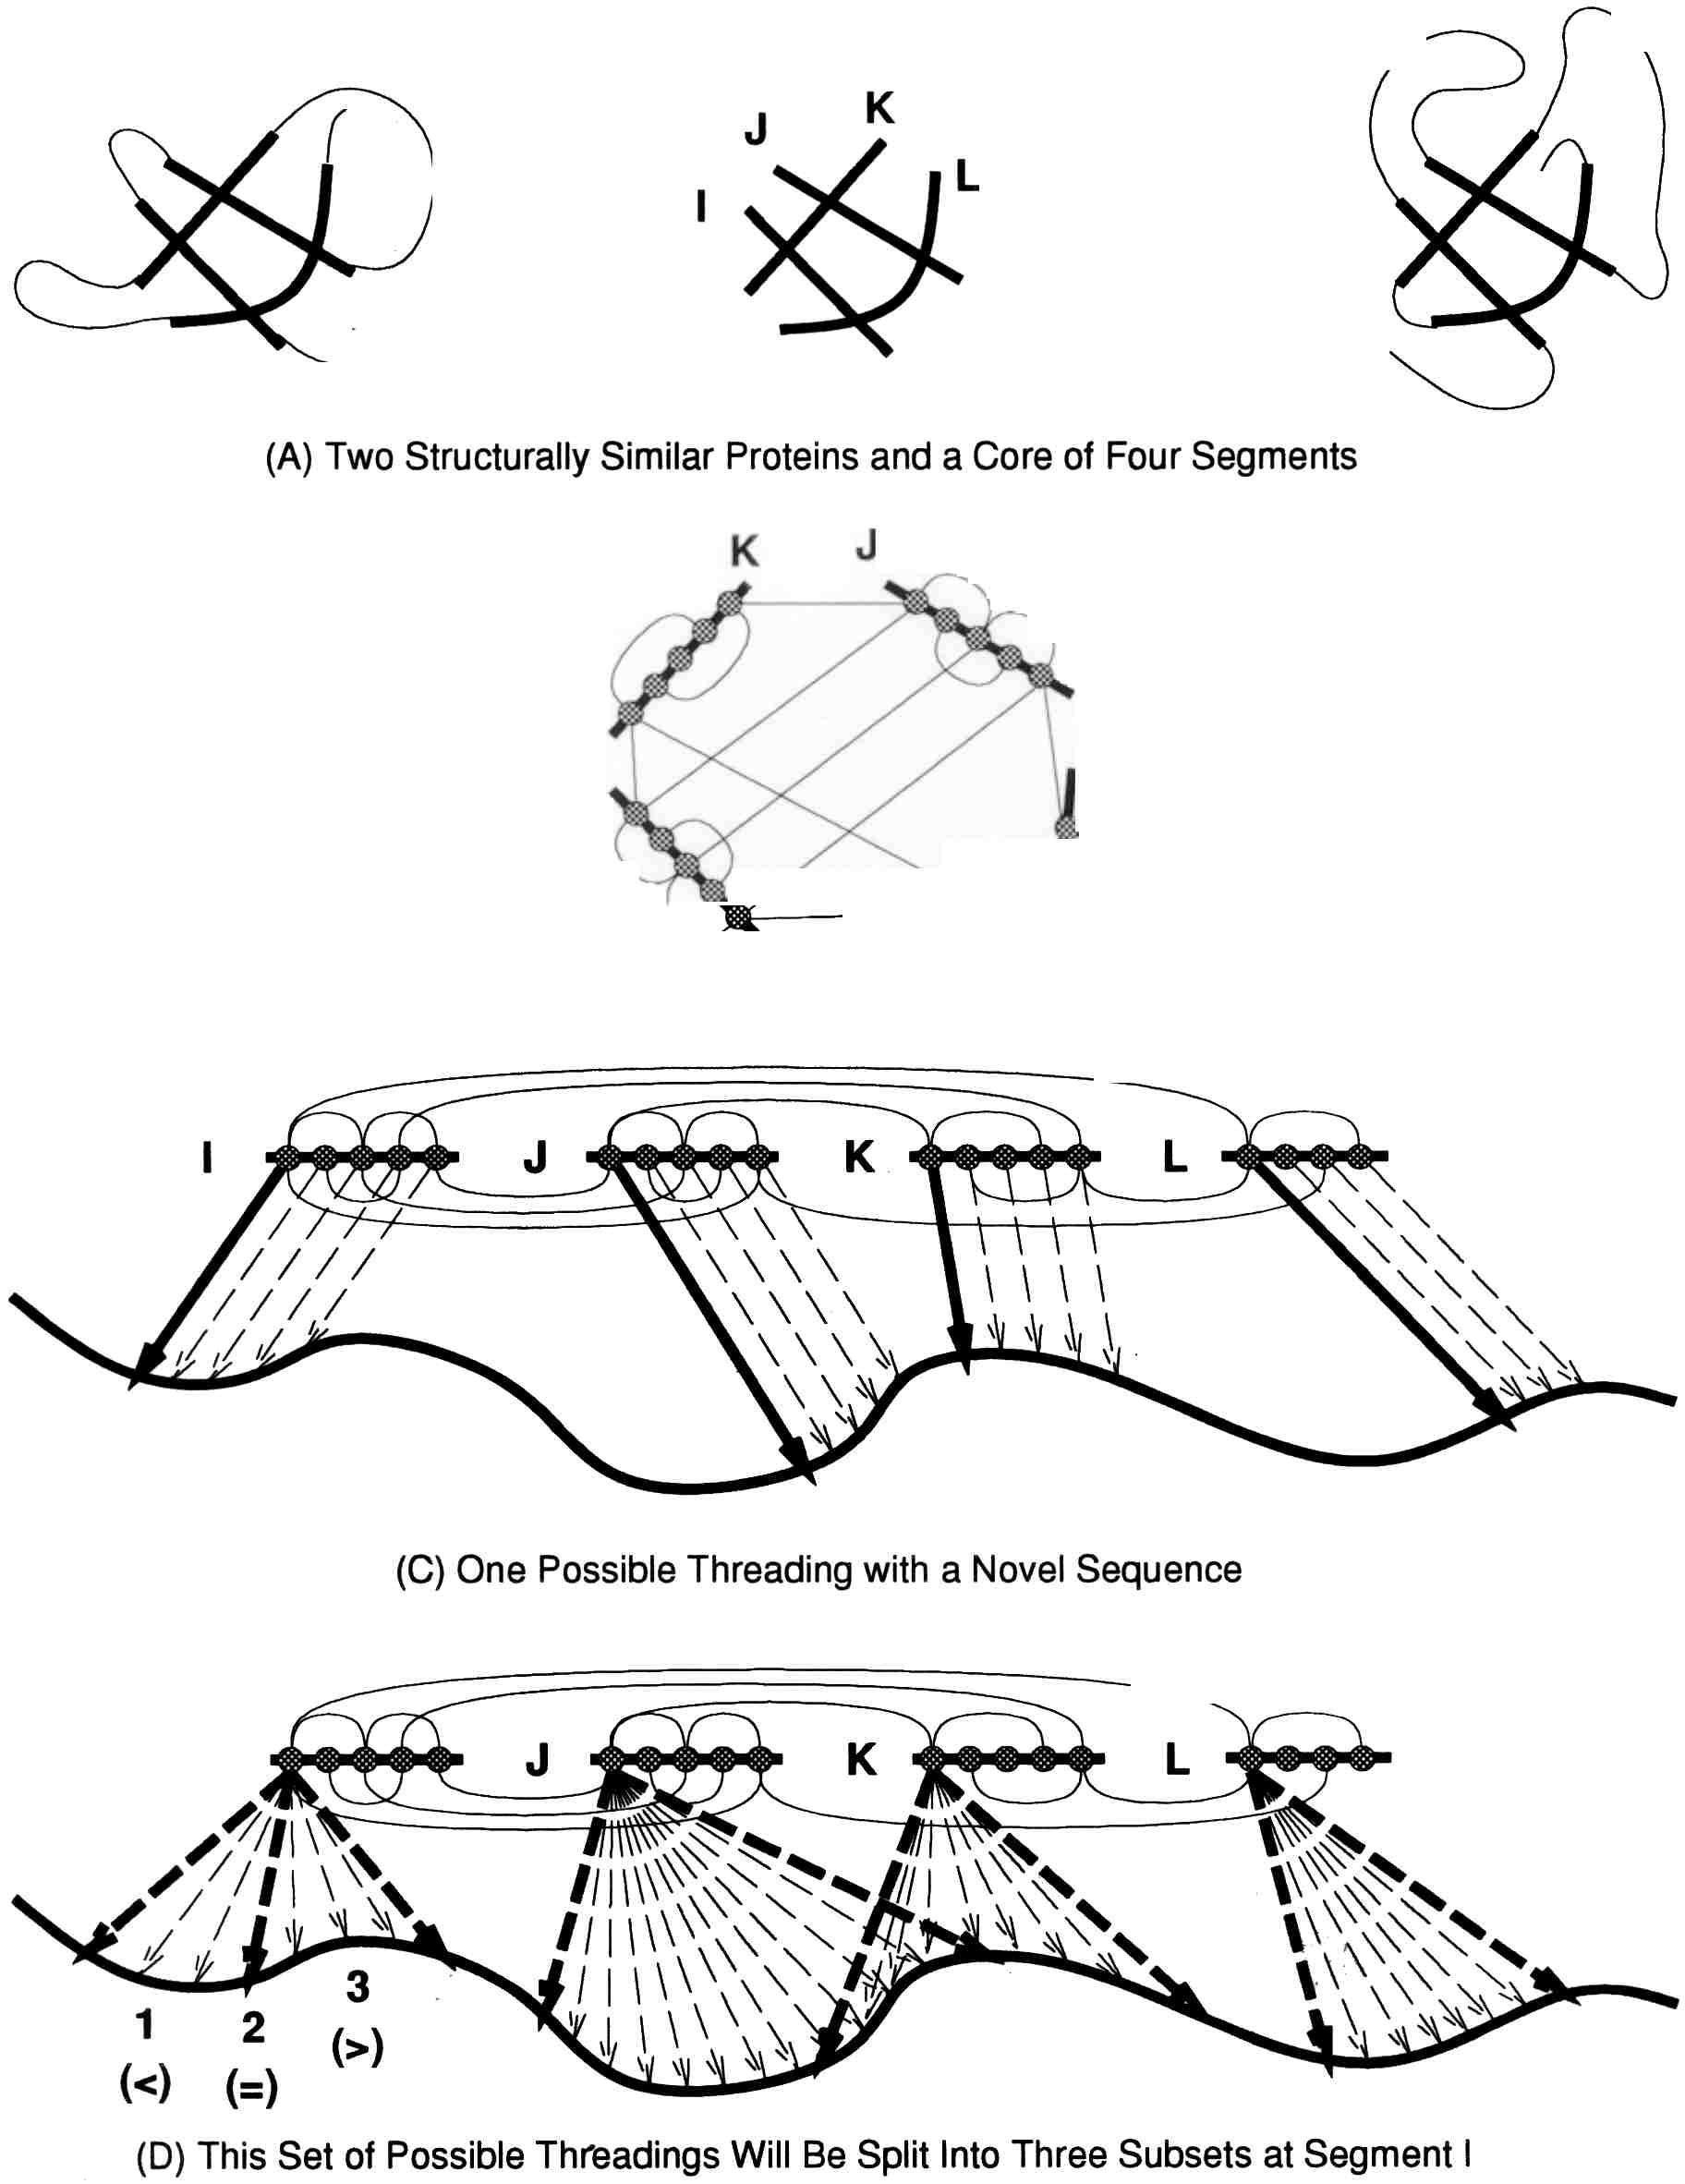 J K
I L
(A) Two Structurally Similar Proteins and a Core of Four Segments
K J
I J K L
(C) One Possible Threading with a Novel Sequence
J K L
1 2 3
(<) (=) (>)
(D) This Set of Possible Threadings Will Be Split Into Three Subsets at Segment I